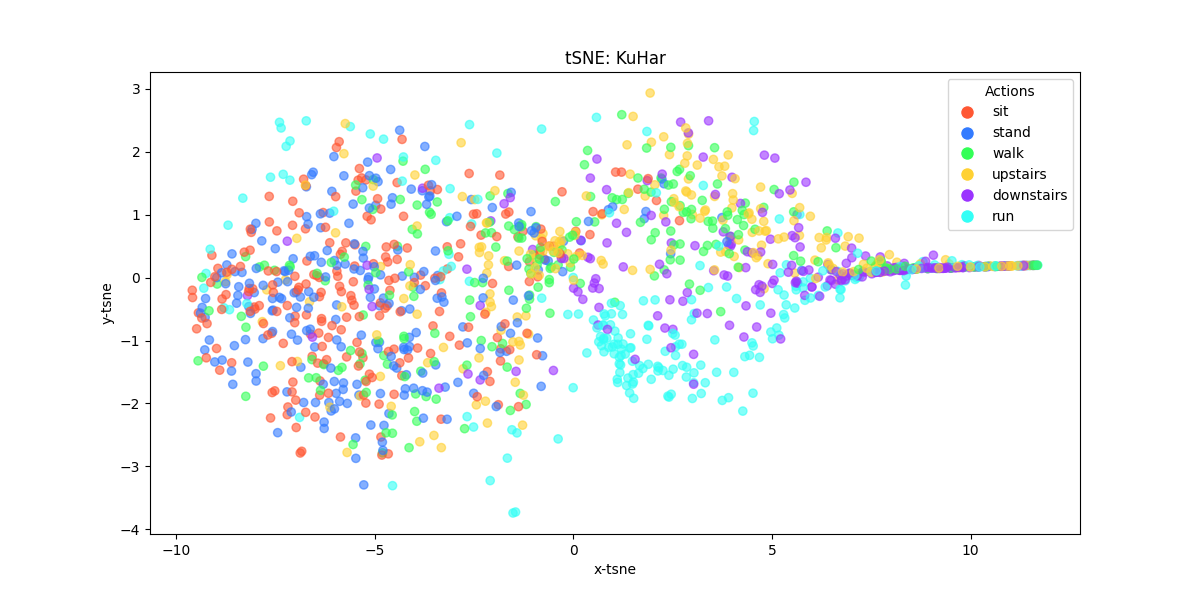 tSNE: KuHar
Actions
sit
stand
walk
upstairs
downstairs
run
y-tsne
3
2
1
0
−1
−2
−3
−4
−10
−5
0
5
10
x-tsne